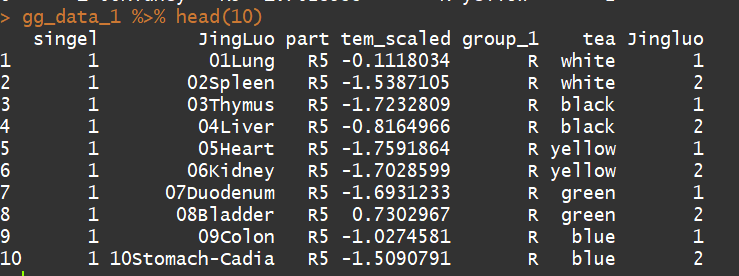 > gg_data_1 %>% head(10)
singel JingLuo part tem_scaled group_1 tea Jingluo
1 1 01Lung R5 -0.1118034 R white 1
2 1 02Spleen R5 -1.5387105 R white 2
3 1 03Thymus R5 -1.7232809 R black 1
4 1 04Liver R5 -0.8164966 R black 2
5 1 05Heart R5 -1.7591864 R yellow 1
6 1 06Kidney R5 -1.7028599 R yellow 2
7 1 07Duodenum R5 -1.6931233 R green 1
8 1 08Bladder R5 0.7302967 R green 2
9 1 09Colon R5 -1.0274581 R blue 1
10 1 10Stomach-Cadia R5 -1.5090791 R blue 2